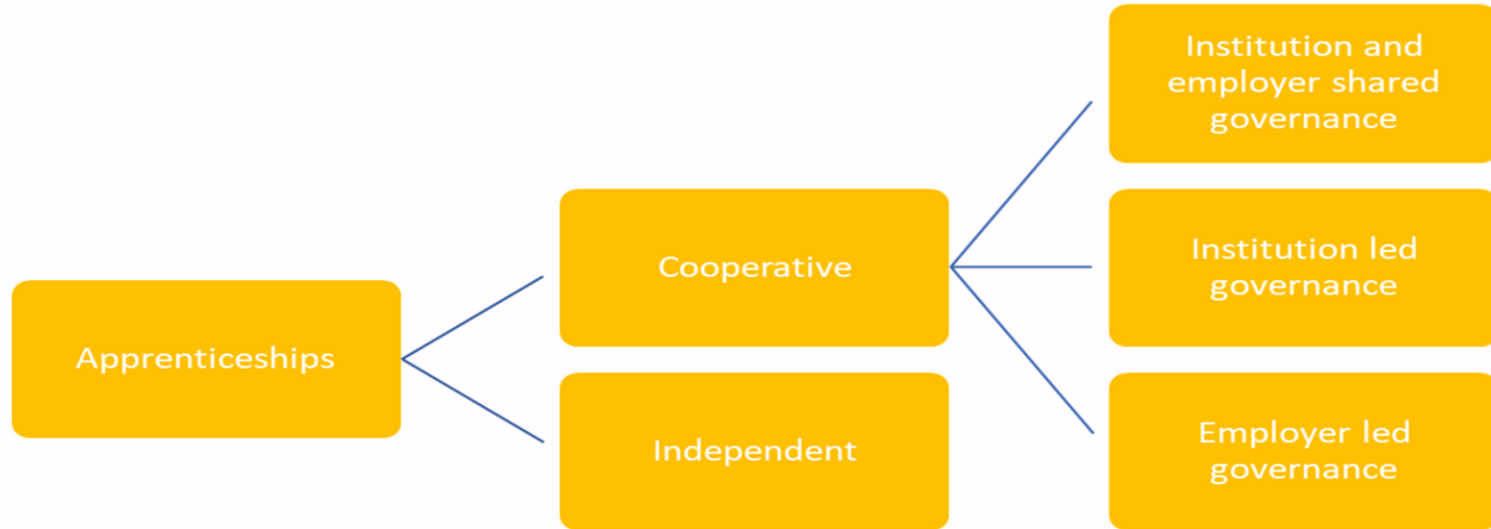 Apprenticeships
Cooperative
Independent
Institution and
employer shared
governance
Institution led
governance
Employer led
governance